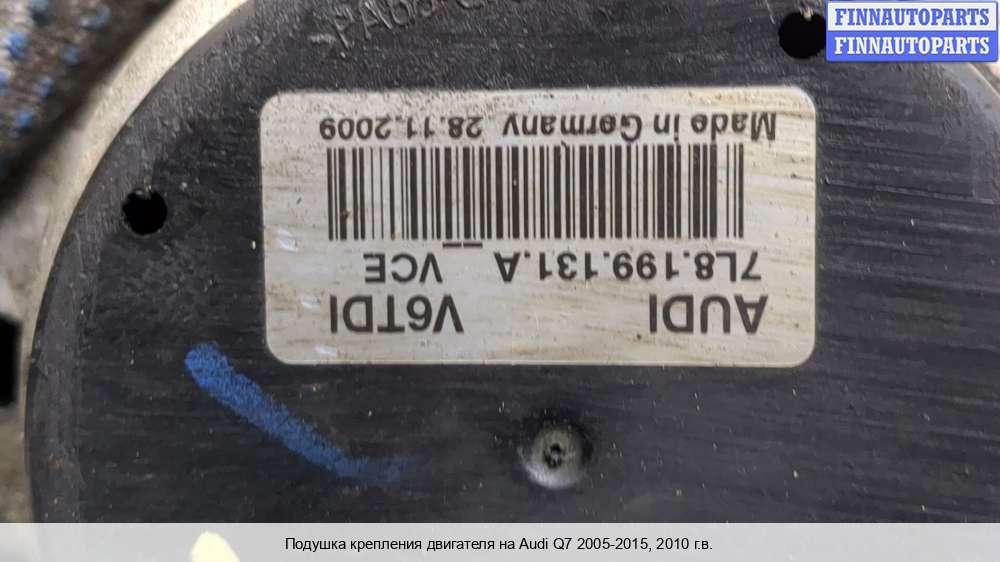 FINNAUTOPARTS
FINNAUTOPARTS
AUDI V6TDI
7L8.199.131.A__VCE
Made in Germany 28.11.2009
Подушка крепления двигателя на Audi Q7 2005-2015, 2010 г.в.